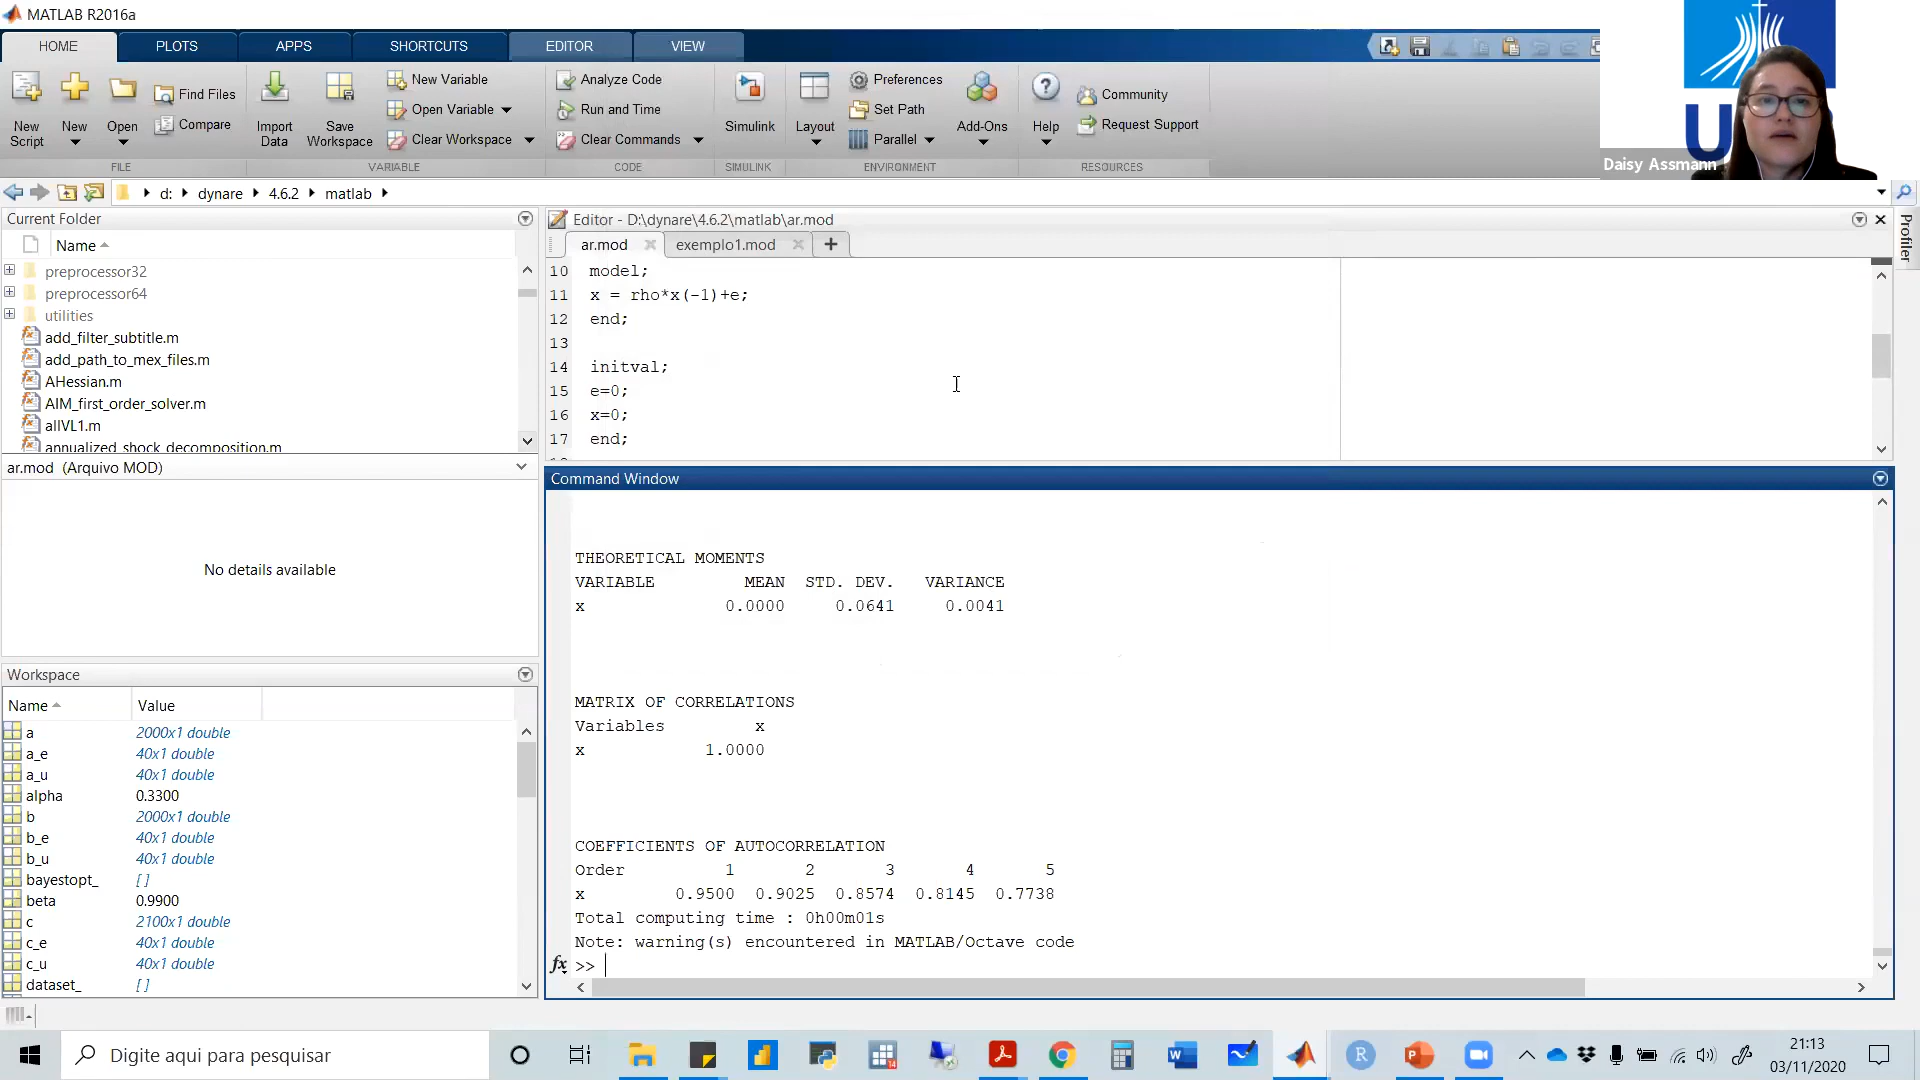 MATLAB R2016a
HOME PLOTS APPS SHORTCUTS EDITOR VIEW
New Script
New
Open
Find Files
Compare
FILE
Import Data
Save Workspace
New Variable
Open Variable
Clear Workspace
VARIABLE
Analyze Code
Run and Time
Clear Commands
CODE
Simulink
SIMULINK
Layout
Preferences
Set Path
Parallel
ENVIRONMENT
Add-Ons
Help
Community
Request Support
RESOURCES
Daisy Assmann
d: dynare 4.6.2 matlab
Current Folder
Name
preprocessor32
preprocessor64
utilities
add_filter_subtitle.m
add_path_to_mex_files.m
AHessian.m
AIM_first_order_solver.m
allVL1.m
annualized_shock_decomposition.m
ar.mod (Arquivo MOD)
No details available
Workspace
Name Value
a 2000x1 double
a_e 40x1 double
a_u 40x1 double
alpha 0.3300
b 2000x1 double
b_e 40x1 double
b_u 40x1 double
bayestopt_ [ ]
beta 0.9900
c 2100x1 double
c_e 40x1 double
c_u 40x1 double
dataset_ [ ]
Editor - D:\dynare\4.6.2\matlab\ar.mod
ar.mod exemplo1.mod
10 model;
11 x = rho*x(-1)+e;
12 end;
13
14 initval;
15 e=0;
16 x=0;
17 end;
Profiler
Command Window
THEORETICAL MOMENTS
VARIABLE MEAN STD. DEV. VARIANCE
x 0.0000 0.0641 0.0041
MATRIX OF CORRELATIONS
Variables x
x 1.0000
COEFFICIENTS OF AUTOCORRELATION
Order 1 2 3 4 5
x 0.9500 0.9025 0.8574 0.8145 0.7738
Total computing time : 0h00m01s
Note: warning(s) encountered in MATLAB/Octave code
fx >>
Digite aqui para pesquisar
21:13
03/11/2020